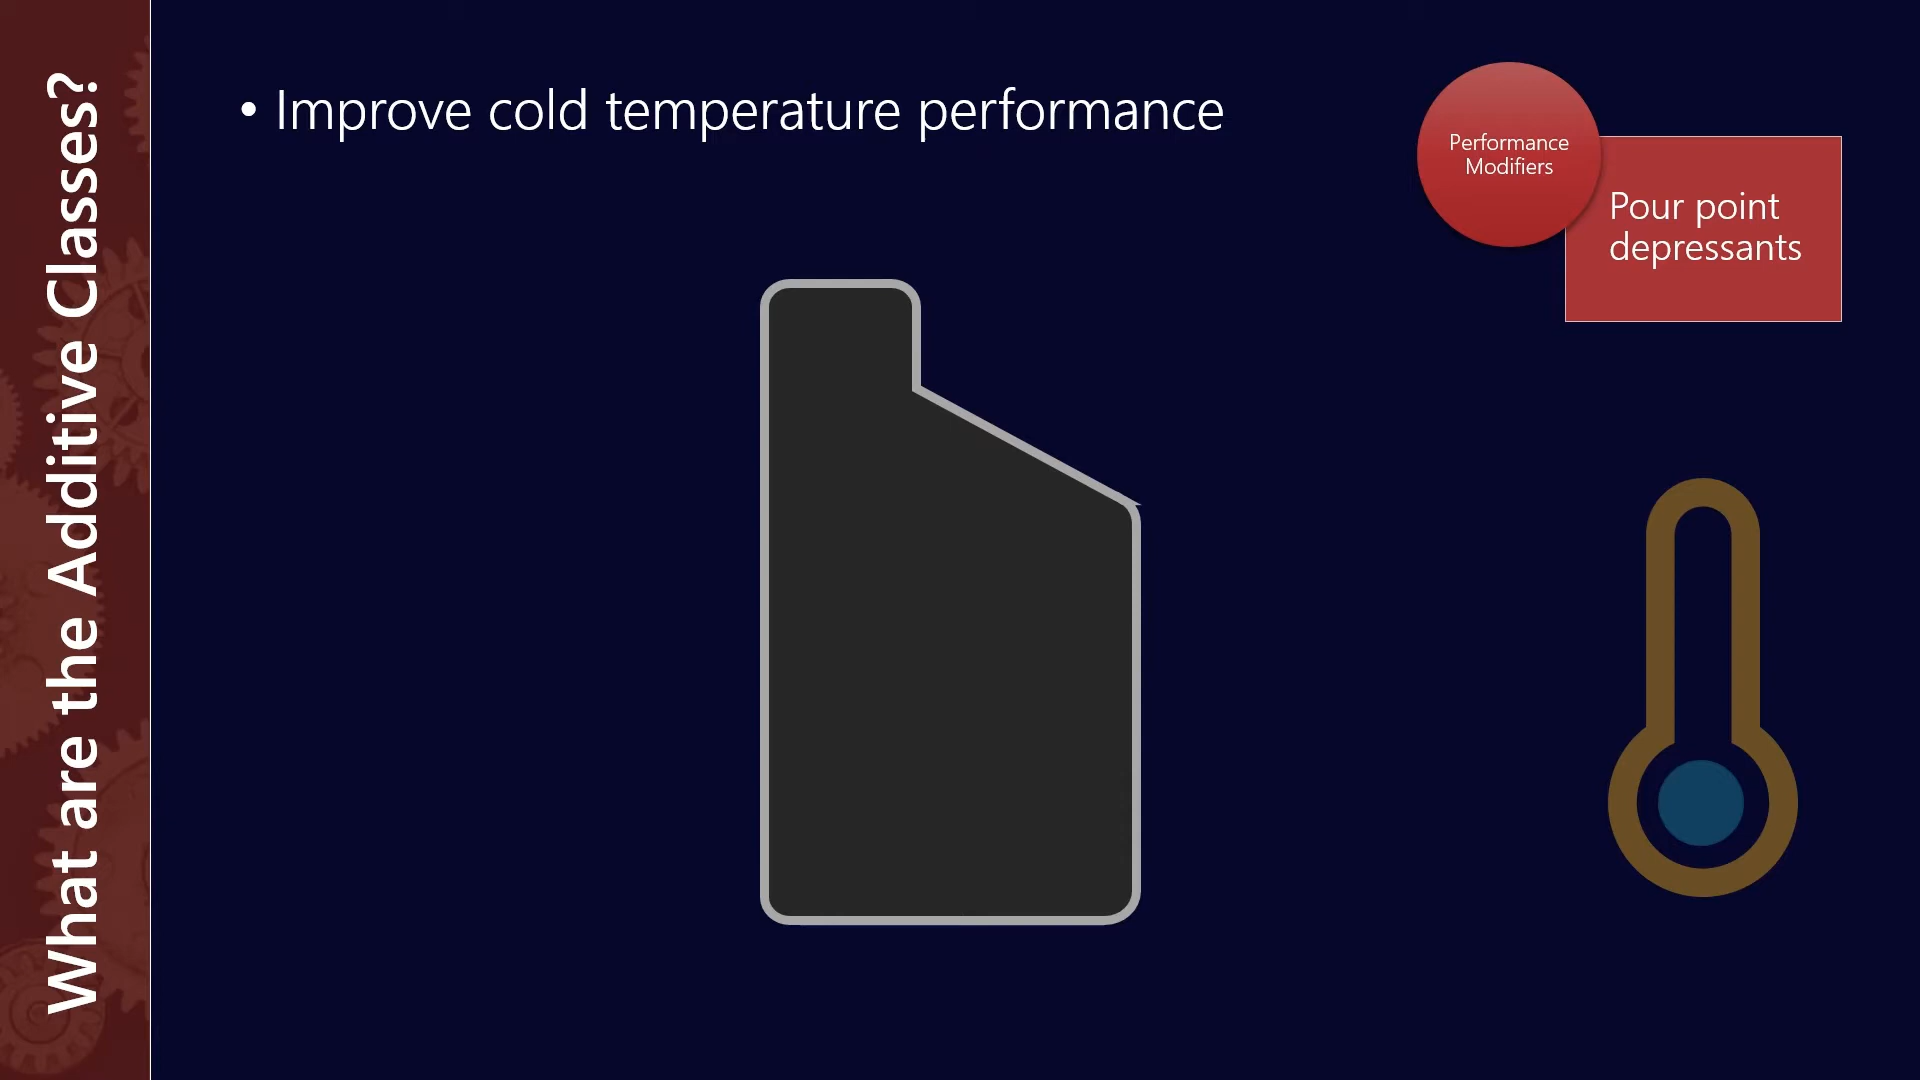 What are the Additive Classes?
• Improve cold temperature performance
Performance
Modifiers
Pour point
depressants